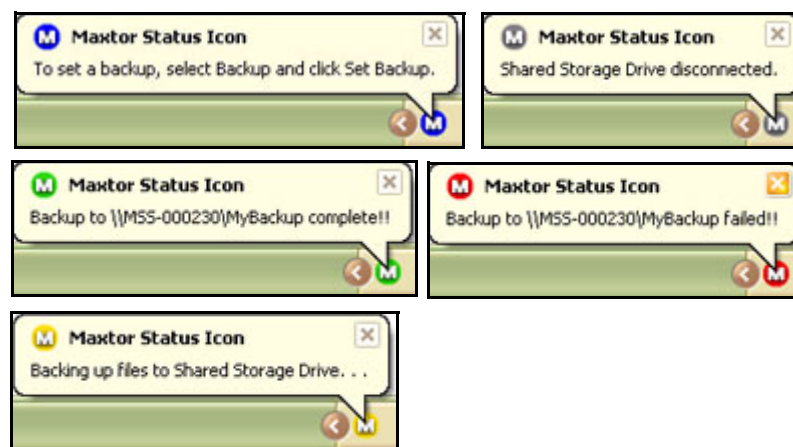 M Maxtor Status Icon
To set a backup, select Backup and click Set Backup.
M
M Maxtor Status Icon
Shared Storage Drive disconnected.
M
M Maxtor Status Icon
Backup to \\MSS-000230\MyBackup complete!!
M
M Maxtor Status Icon
Backup to \\MSS-000230\MyBackup failed!!
M
M Maxtor Status Icon
Backing up files to Shared Storage Drive. . .
M